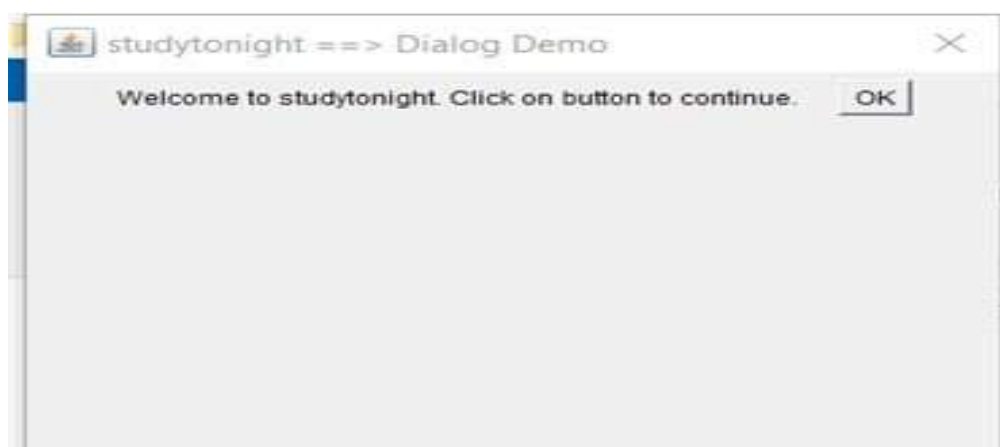 studytonight ==> Dialog Demo
Welcome to studytonight. Click on button to continue. OK